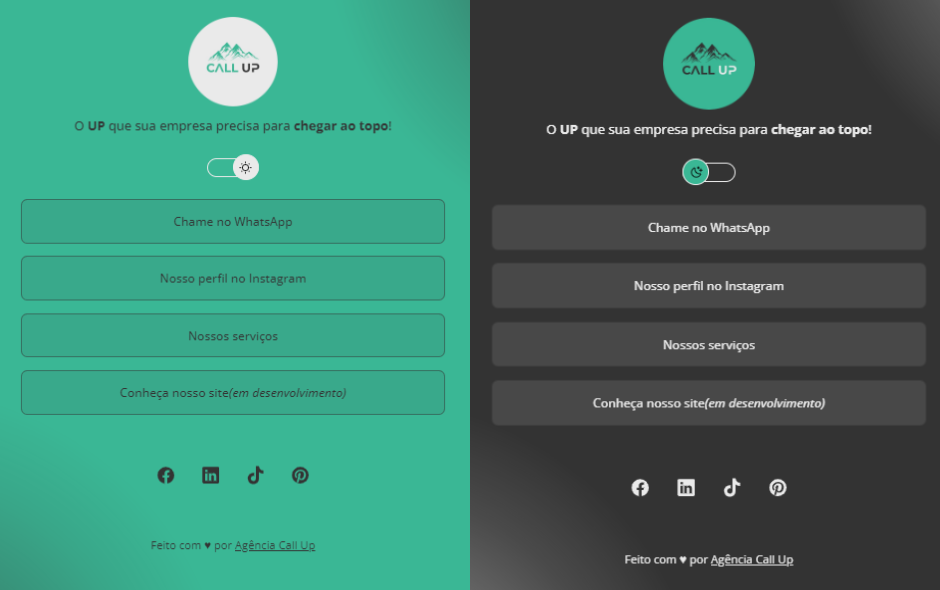 CALL UP
O UP que sua empresa precisa para chegar ao topo!
Chame no WhatsApp
Nosso perfil no Instagram
Nossos serviços
Conheça nosso site(em desenvolvimento)
Feito com ♥ por Agência Call Up
CALL UP
O UP que sua empresa precisa para chegar ao topo!
Chame no WhatsApp
Nosso perfil no Instagram
Nossos serviços
Conheça nosso site(em desenvolvimento)
Feito com ♥ por Agência Call Up